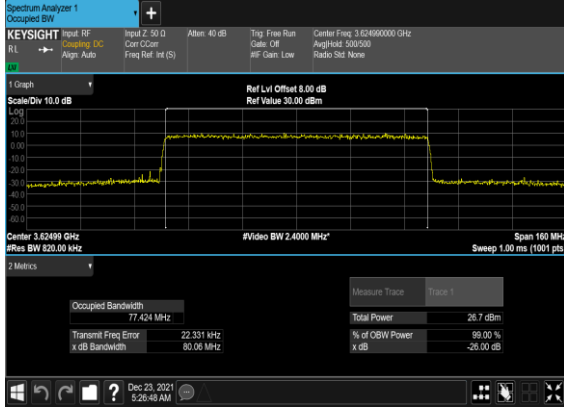 Spectrum Analyzer 1
Occupied BW
+
KEYSIGHT Input: RF Input Z: 50 Ω Atten: 40 dB Trig: Free Run Center Freq: 3.624990000 GHz
RL Coupling: DC Corr CCorr Gate: Off Avg|Hold: 500/500
Align: Auto Freq Ref: Int (S) #IF Gain: Low Radio Std: None
1 Graph
Ref Lvl Offset 8.00 dB
Scale/Div 10.0 dB Ref Value 30.00 dBm
Log
20.0
10.0
0.00
-10.0
-20.0
-30.0
-40.0
-50.0
-60.0
Center 3.62499 GHz #Video BW 2.4000 MHz* Span 160 MHz
#Res BW 820.00 kHz Sweep 1.00 ms (1001 pts
2 Metrics
Measure Trace Trace 1
Occupied Bandwidth
77.424 MHz Total Power 26.7 dBm
Transmit Freq Error 22.331 kHz % of OBW Power 99.00 %
x dB Bandwidth 80.06 MHz x dB -26.00 dB
? Dec 23, 2021
5:26:48 AM